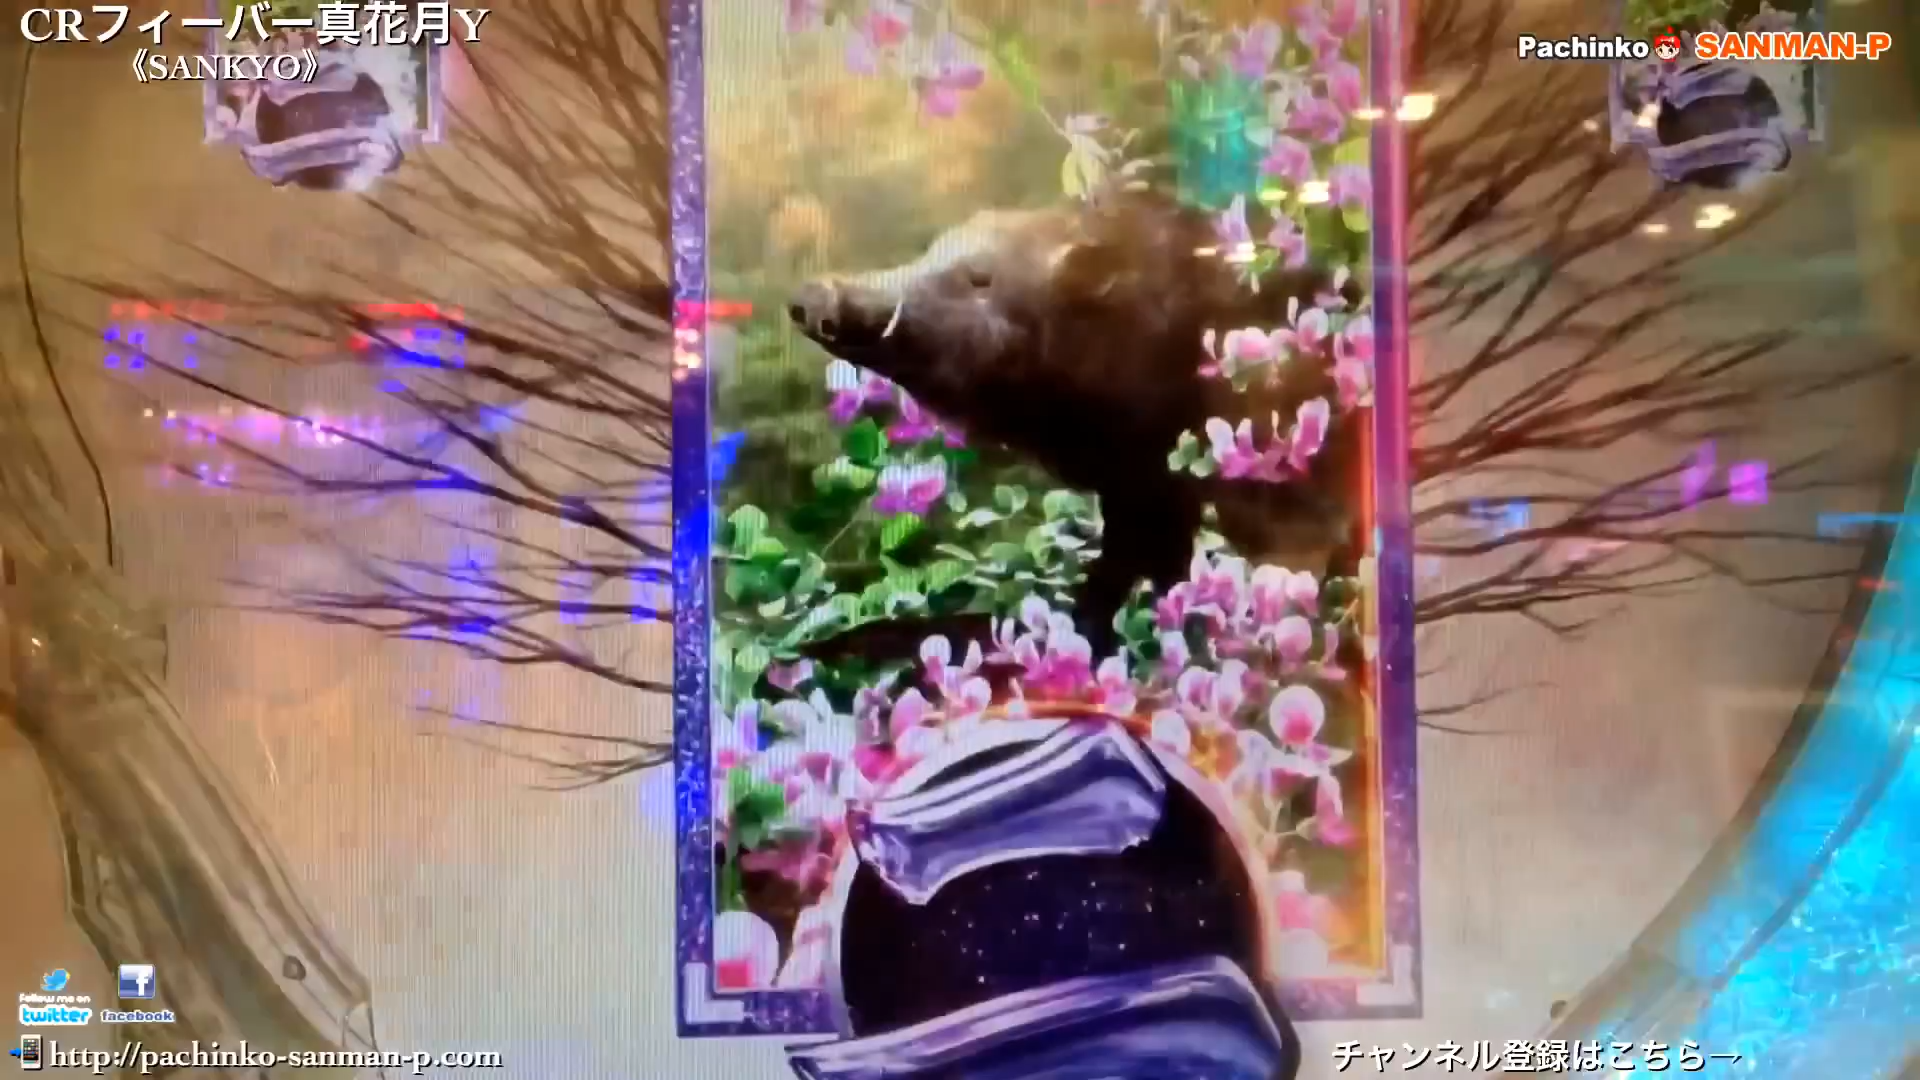 CRフィーバー真花月Y
《SANKYO》
Pachinko SANMAN-P
Follow me on
twitter
facebook
http://pachinko-sanman-p.com
チャンネル登録はこちら→